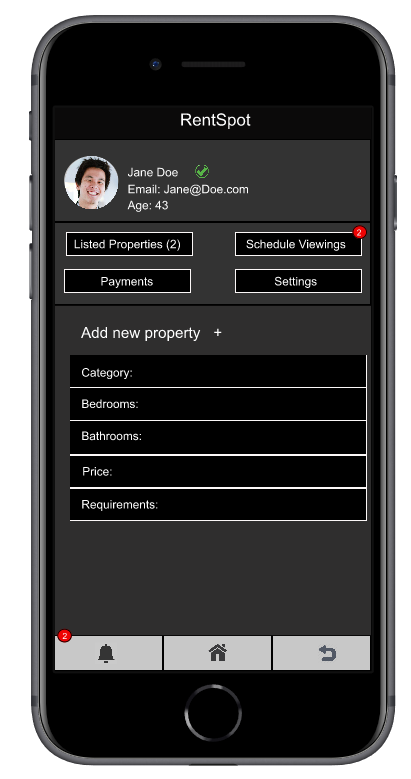 RentSpot
Jane Doe
Email: Jane@Doe.com
Age: 43
Listed Properties (2)
2
Schedule Viewings
Payments
Settings
Add new property +
Category:
Bedrooms:
Bathrooms:
Price:
Requirements:
2